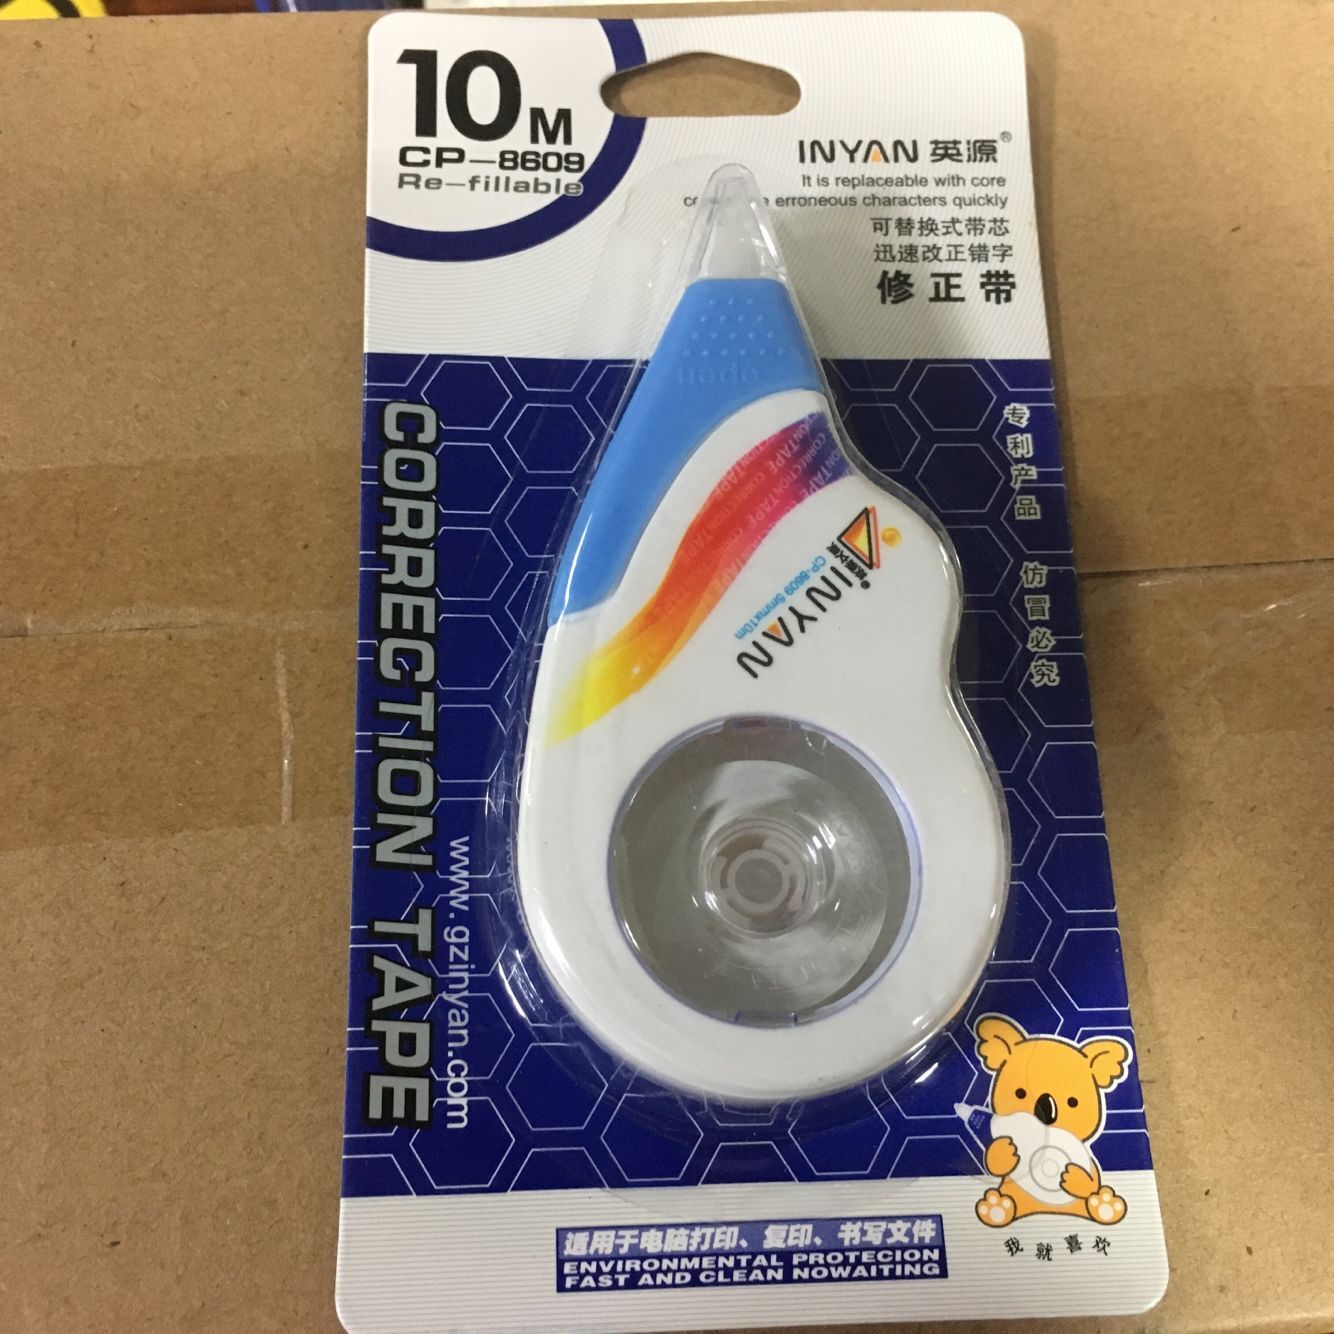 10M
CP-8609
Re-fillable
INYAN 英源®
It is replaceable with core
erroneous characters quickly
可替换式带芯
迅速改正错字
修正带
open
CORRECTION TAPE
www.gzinyan.com
INYAN®
CP-8609 5mmx10m
专利产品 仿冒必究
我就喜欢
适用于电脑打印、复印、书写文件
ENVIRONMENTAL PROTECION
FAST AND CLEAN NOWAITING